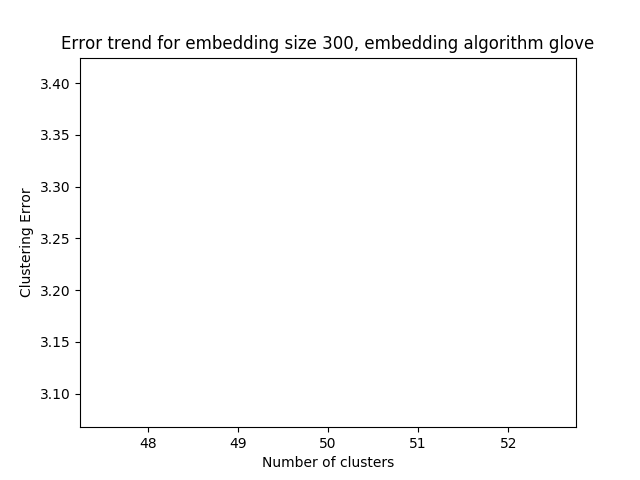 Error trend for embedding size 300, embedding algorithm glove
3.40
3.35
3.30
3.25
3.20
3.15
3.10
Clustering Error
48 49 50 51 52
Number of clusters